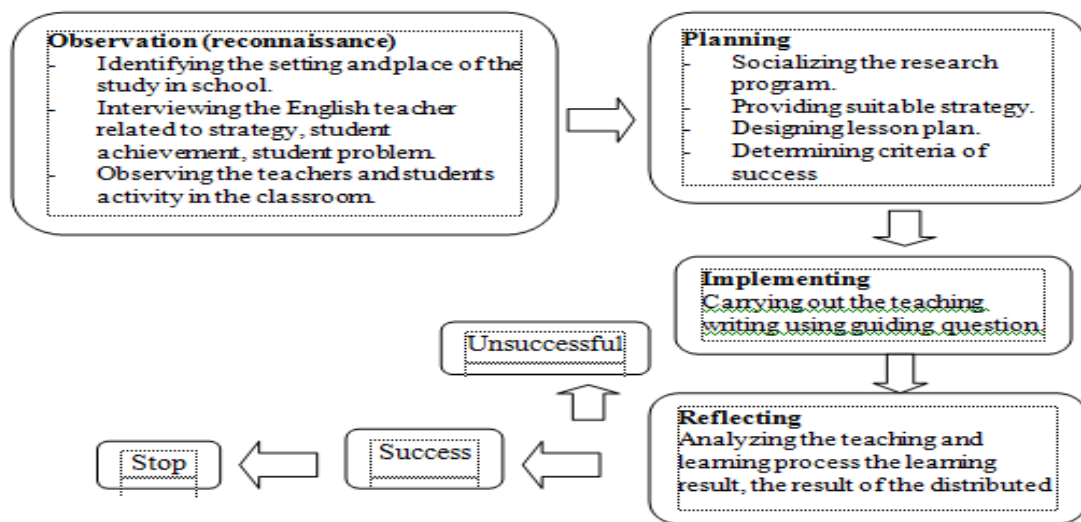 Observation (reconnaissance)
- Identifying the setting and place of the
study in school.
- Interviewing the English teacher
related to strategy, student
achievement, student problem.
- Observing the teachers and students
activity in the classroom.
Planning
- Socializing the research
program.
- Providing suitable strategy.
- Designing lesson plan.
- Determining criteria of
success
Implementing
Carrying out the teaching
writing using guiding question.
Unsuccessful
Reflecting
Analyzing the teaching and
learning process the learning
result, the result of the distributed
Success
Stop